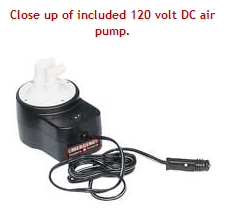 Close up of included 120 volt DC air
pump.